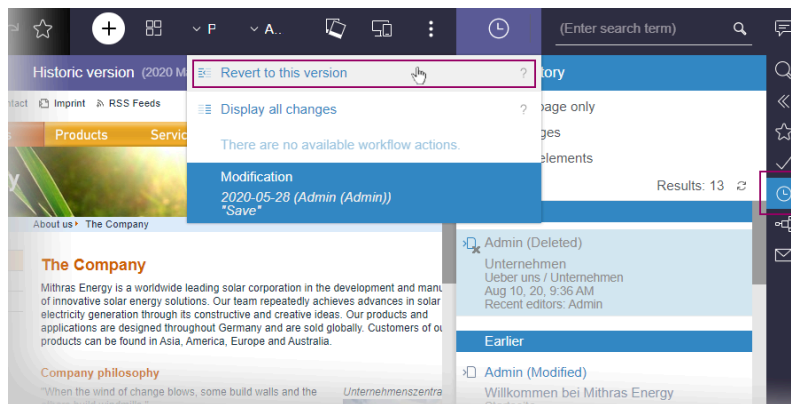 P
A..
(Enter search term)
Historic version (2020 M
Revert to this version
?
tory
ntact Imprint RSS Feeds
Display all changes
?
page only
Products
Servic
ges
There are no available workflow actions.
elements
Modification
2020-05-28 (Admin (Admin))
"Save"
Results: 13
About us The Company
Admin (Deleted)
Unternehmen
Ueber uns / Unternehmen
Aug 10, 20, 9:36 AM
Recent editors: Admin
The Company
Mithras Energy is a worldwide leading solar corporation in the development and manu
of innovative solar energy solutions. Our team repeatedly achieves advances in solar
electricity generation through its constructive and creative ideas. Our products and
applications are designed throughout Germany and are sold globally. Customers of ou
products can be found in Asia, America, Europe and Australia.
Earlier
Company philosophy
Admin (Modified)
"When the wind of change blows, some build walls and the
Unternehmenszentra
Willkommen bei Mithras Energy